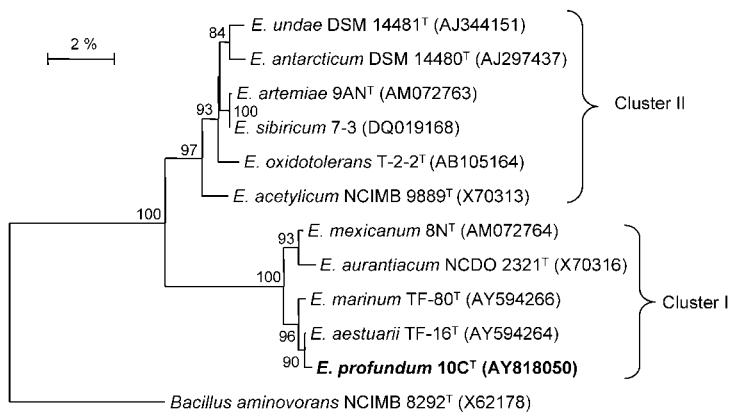 E. undae DSM 14481ᵀ (AJ344151)
84
2 %
E. antarcticum DSM 14480ᵀ (AJ297437)
E. artemiae 9ANᵀ (AM072763)
93
100
Cluster II
E. sibiricum 7-3 (DQ019168)
97
E. oxidotolerans T-2-2ᵀ (AB105164)
E. acetylicum NCIMB 9889ᵀ (X70313)
100
E. mexicanum 8Nᵀ (AM072764)
93
E. aurantiacum NCDO 2321ᵀ (X70316)
100
E. marinum TF-80ᵀ (AY594266)
Cluster I
E. aestuarii TF-16ᵀ (AY594264)
96
90
E. profundum 10Cᵀ (AY818050)
Bacillus aminovorans NCIMB 8292ᵀ (X62178)